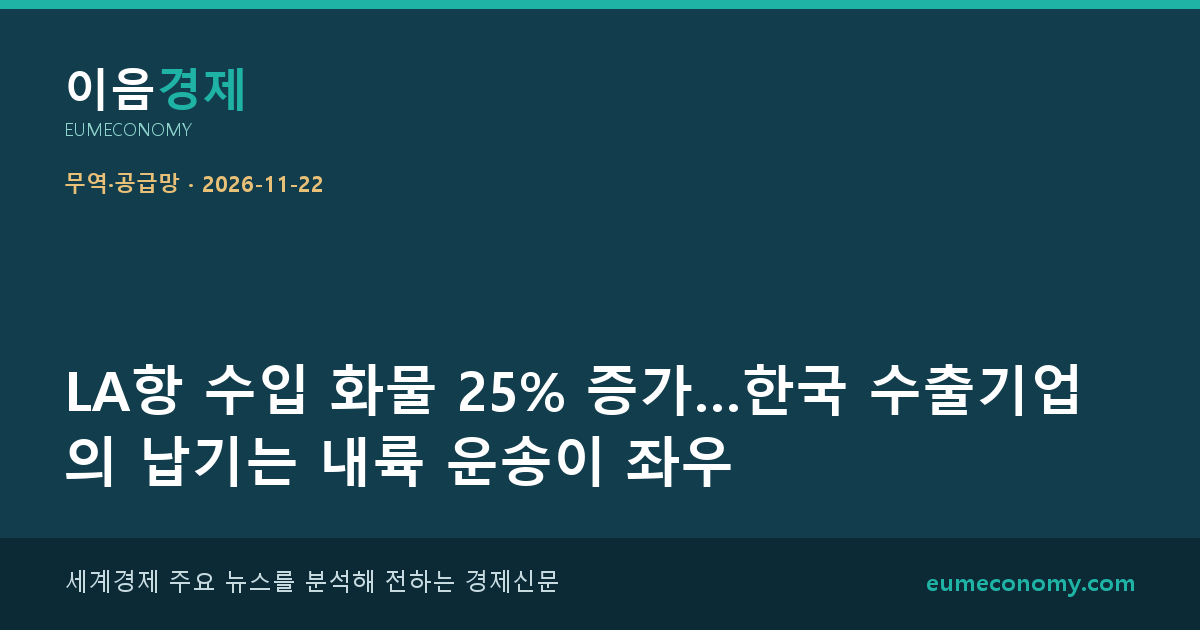 이음경제
EUMECONOMY
무역·공급망 · 2026-11-22
LA항 수입 화물 25% 증가…한국 수출기업
의 납기는 내륙 운송이 좌우
세계경제 주요 뉴스를 분석해 전하는 경제신문
eumeconomy.com